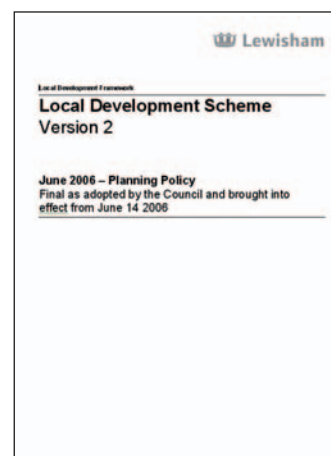 Lewisham
Local Development Framework
Local Development Scheme
Version 2
June 2006 – Planning Policy
Final as adopted by the Council and brought into
effect from June 14 2006